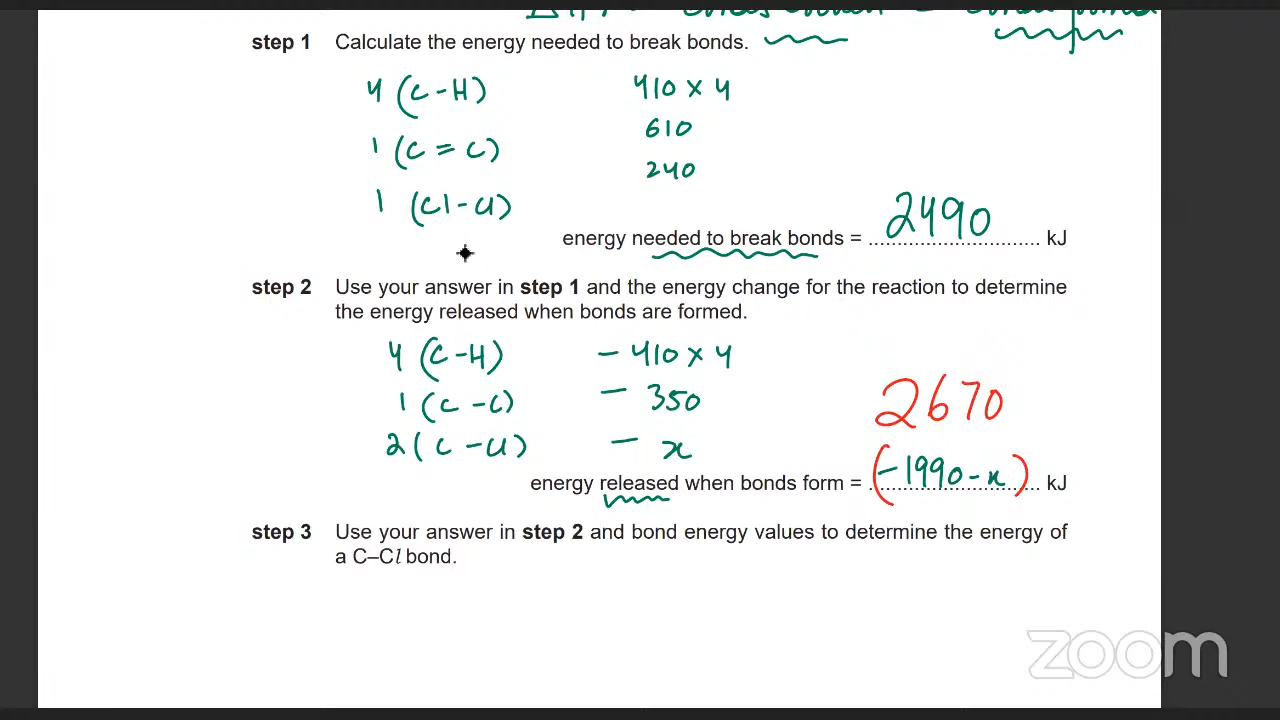 step 1 Calculate the energy needed to break bonds.
4 (C-H) 410 × 4
1 (C = C) 610
240
1 (Cl-Cl)
2490
energy needed to break bonds = .............................. kJ
step 2 Use your answer in step 1 and the energy change for the reaction to determine
the energy released when bonds are formed.
4 (C-H) - 410 × 4
1 (C-C) - 350
2670
2 (C-Cl) - x
(-1990-x)
energy released when bonds form = .............................. kJ
step 3 Use your answer in step 2 and bond energy values to determine the energy of
a C–Cl bond.
zoom